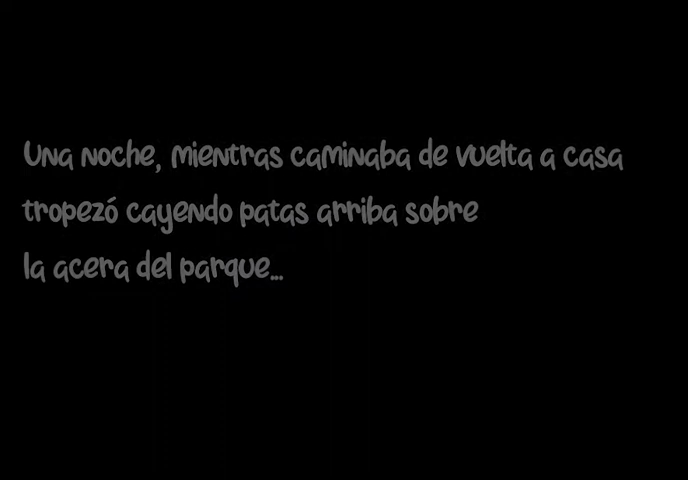 Una noche, mientras caminaba de vuelta a casa
tropezó cayendo patas arriba sobre
la acera del parque...